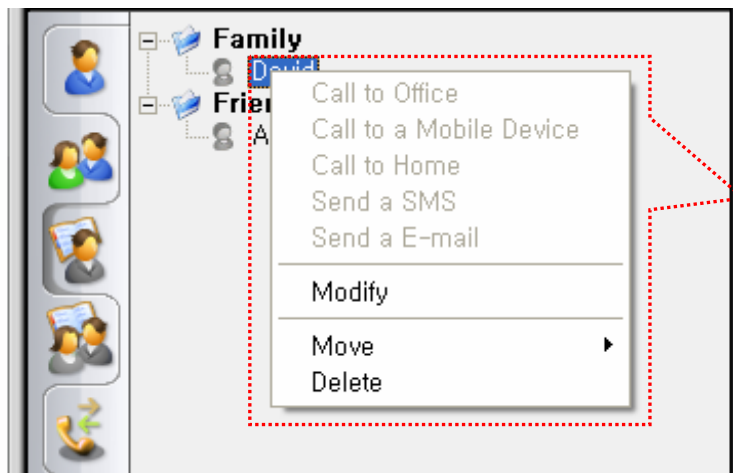 Family
David
Frien
A
Call to Office
Call to a Mobile Device
Call to Home
Send a SMS
Send a E-mail
Modify
Move
Delete